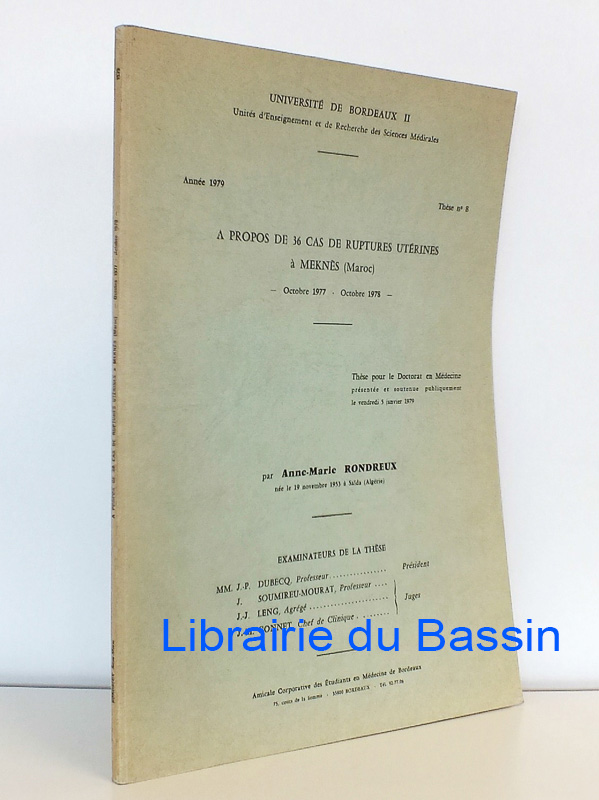 UNIVERSITÉ DE BORDEAUX II
Unités d'Enseignement et de Recherche des Sciences Médicales
Année 1979
Thèse nº 8
A PROPOS DE 36 CAS DE RUPTURES UTÉRINES
à MEKNÈS (Maroc)
— Octobre 1977 - Octobre 1978 —
Thèse pour le Doctorat en Médecine
présentée et soutenue publiquement
le vendredi 5 janvier 1979
par Anne-Marie RONDREUX
née le 19 novembre 1953 à Saïda (Algérie)
EXAMINATEURS DE LA THÈSE
MM. J.-P. DUBECQ, Professeur ................ Président
J. SOUMIREU-MOURAT, Professeur ....
J.-J. LENG, Agrégé ...................... Juges
Chef de Clinique .........
Librairie du Bassin
Amicale Corporative des Étudiants en Médecine de Bordeaux
BORDEAUX